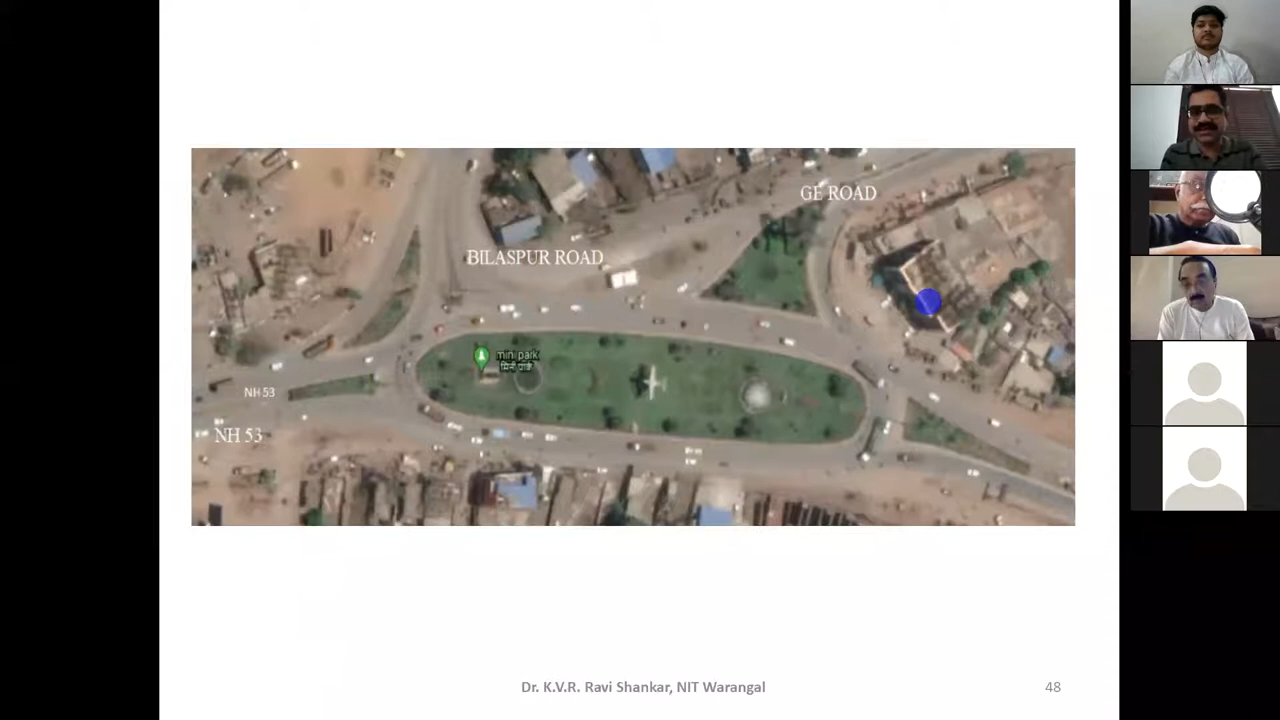 GE ROAD
BILASPUR ROAD
mini park
मिनी पार्क
NH 53
NH 53
Dr. K.V.R. Ravi Shankar, NIT Warangal
48